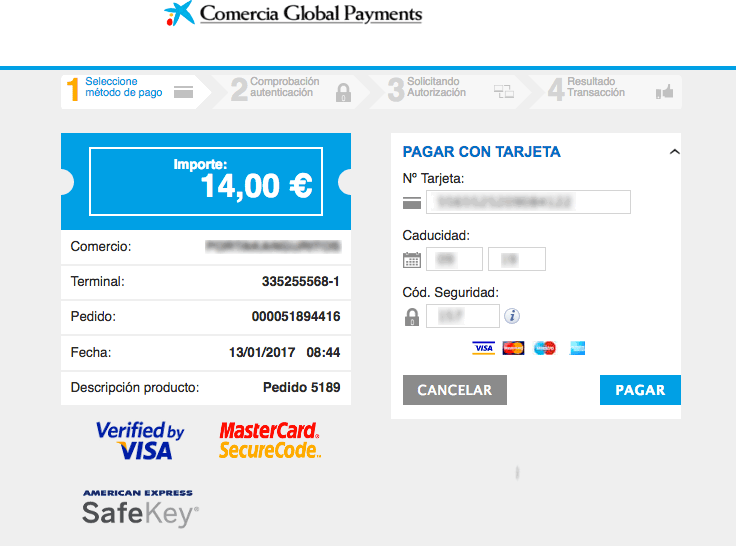 Comercia Global Payments
1 Seleccione
método de pago
2 Comprobación
autenticación
3 Solicitando
Autorización
4 Resultado
Transacción
Importe:
14,00 €
Comercio:
Terminal: 335255568-1
Pedido: 000051894416
Fecha: 13/01/2017 08:44
Descripción producto: Pedido 5189
Verified by
VISA
MasterCard®
SecureCode™
AMERICAN EXPRESS
SafeKey®
PAGAR CON TARJETA
Nº Tarjeta:
Caducidad:
Cód. Seguridad:
i
VISA
CANCELAR
PAGAR